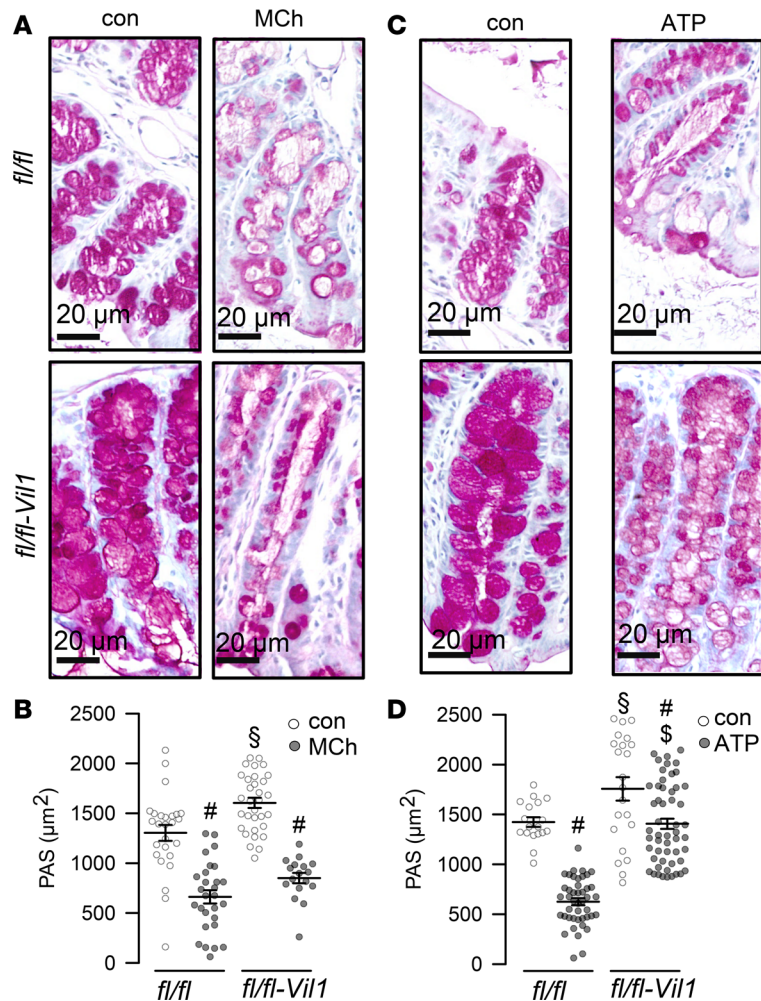 A con MCh C con ATP
fl/fl
20 µm 20 µm 20 µm 20 µm
fl/fl-Vil1
20 µm 20 µm 20 µm 20 µm
B
PAS (µm²)
2500
2000
1500
1000
500
0
con
MCh
# § #
fl/fl fl/fl-Vil1
D
PAS (µm²)
2500
2000
1500
1000
500
0
con
ATP
# § # $
fl/fl fl/fl-Vil1